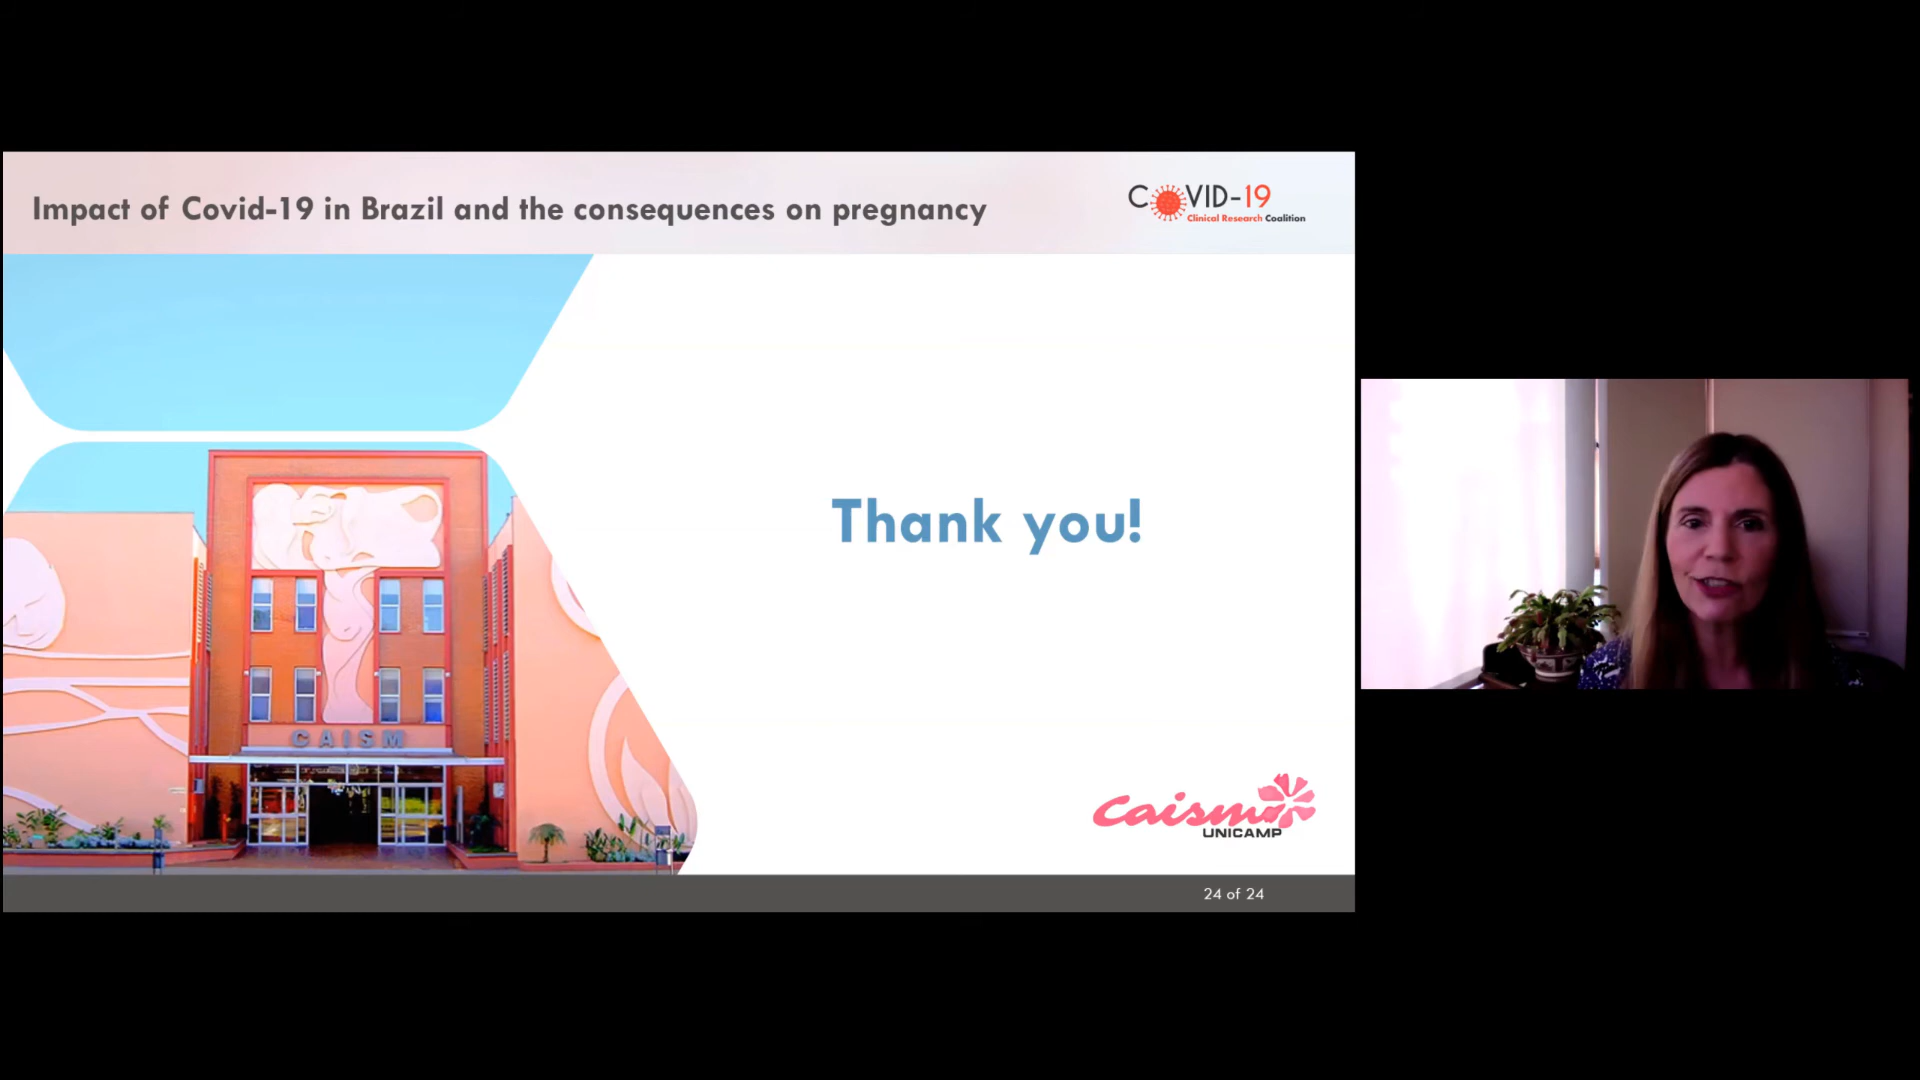 Impact of Covid-19 in Brazil and the consequences on pregnancy
COVID-19
Clinical Research Coalition
Thank you!
CAISM
caism
UNICAMP
24 of 24